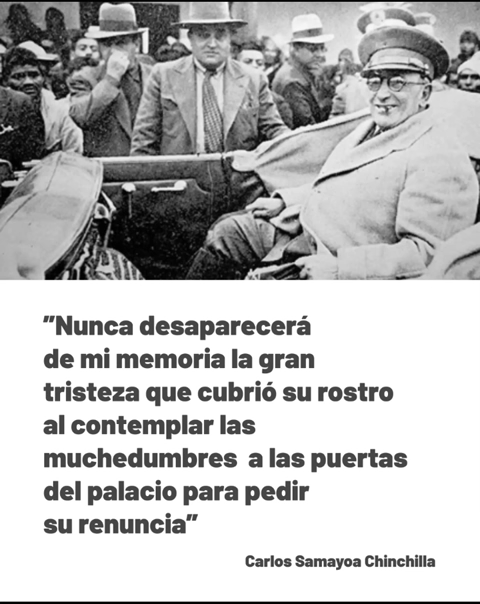 "Nunca desaparecerá
de mi memoria la gran
tristeza que cubrió su rostro
al contemplar las
muchedumbres a las puertas
del palacio para pedir
su renuncia"
Carlos Samayoa Chinchilla